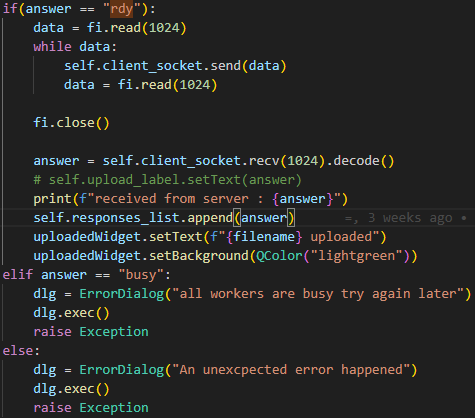 if(answer == "rdy"):
    data = fi.read(1024)
    while data:
        self.client_socket.send(data)
        data = fi.read(1024)

    fi.close()

    answer = self.client_socket.recv(1024).decode()
    # self.upload_label.setText(answer)
    print(f"received from server : {answer}")
    self.responses_list.append(answer)     =, 3 weeks ago •
    uploadedWidget.setText(f"{filename} uploaded")
    uploadedWidget.setBackground(QColor("lightgreen"))
elif answer == "busy":
    dlg = ErrorDialog("all workers are busy try again later")
    dlg.exec()
    raise Exception
else:
    dlg = ErrorDialog("An unexcpected error happened")
    dlg.exec()
    raise Exception